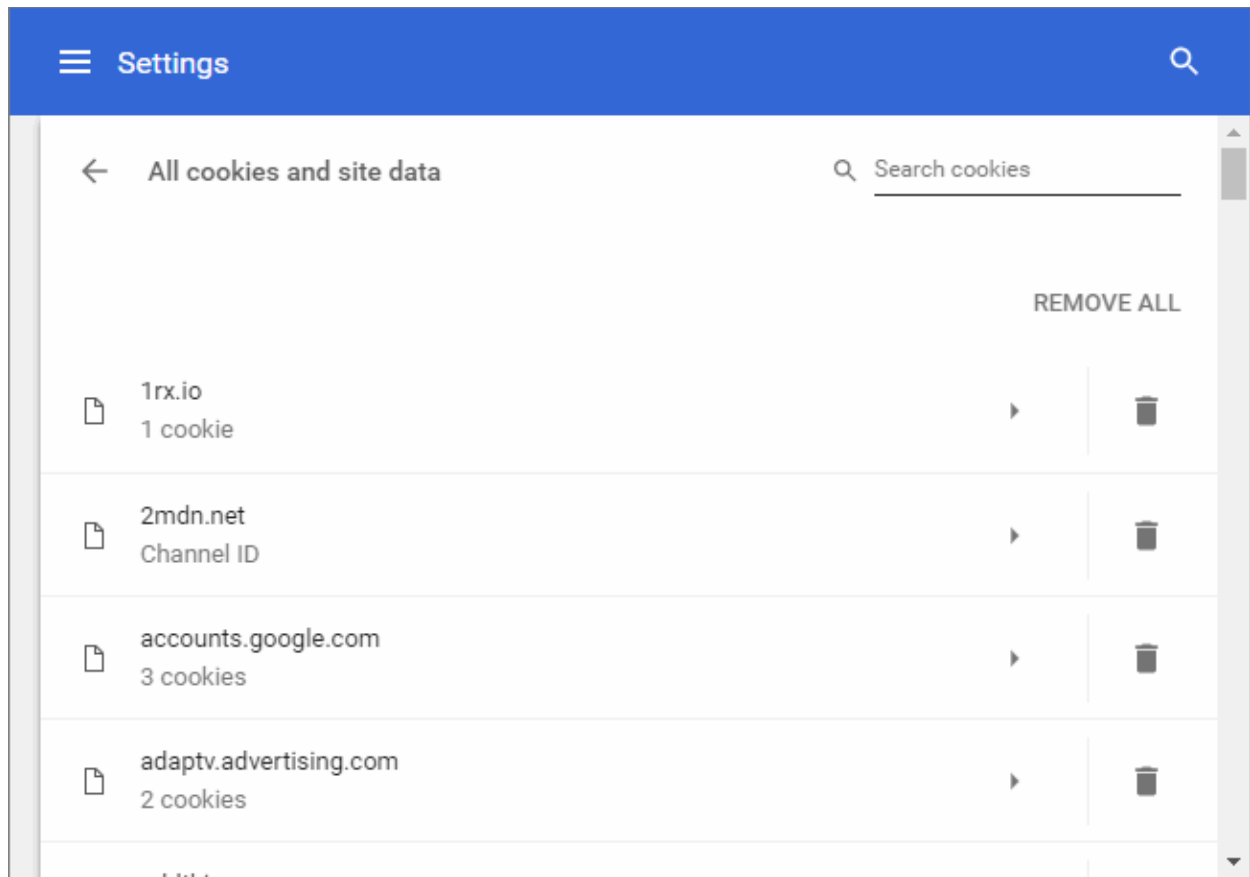 Settings
All cookies and site data
Search cookies
REMOVE ALL
1rx.io
1 cookie
2mdn.net
Channel ID
accounts.google.com
3 cookies
adaptv.advertising.com
2 cookies